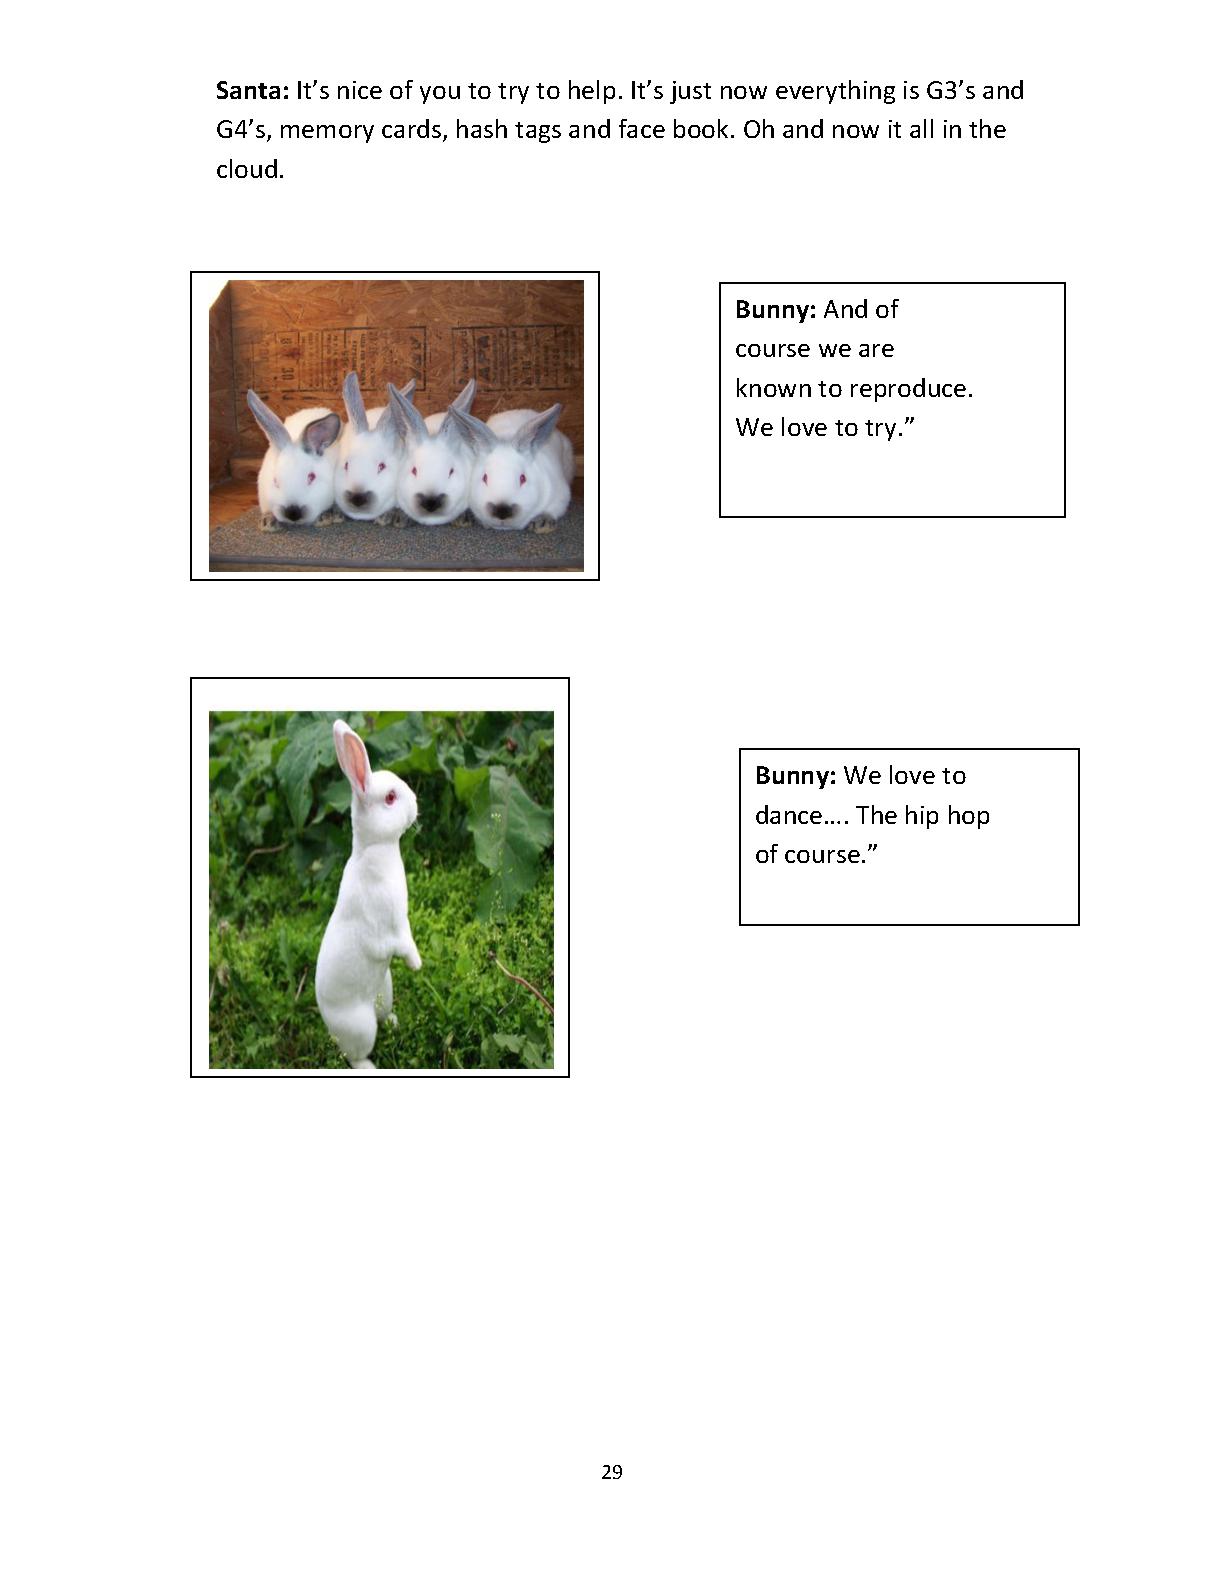 Santa: It’s nice of you to try to help. It’s just now everything is G3’s and
G4’s, memory cards, hash tags and face book. Oh and now it all in the
cloud.
Bunny: And of
course we are
known to reproduce.
We love to try.”
Bunny: We love to
dance…. The hip hop
of course.”
29